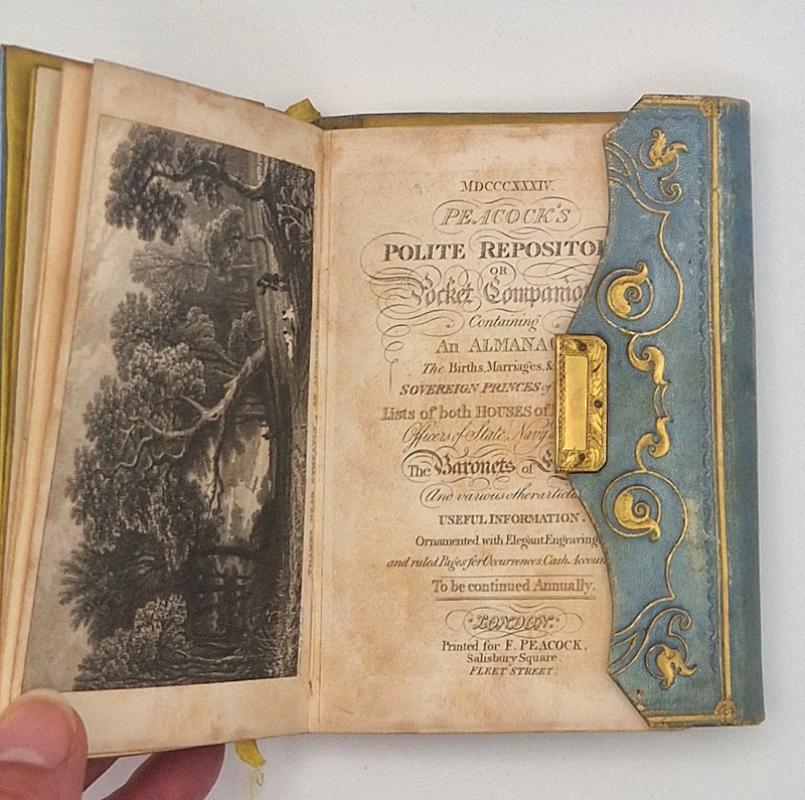 MDCCCXXXIV.
PEACOCK'S
POLITE REPOSITO
OR
Pocket Companion
Containing
An ALMANAC
The Births, Marriages, &
SOVEREIGN PRINCES of
Lists of both HOUSES of
Officers of State, Navy
The Baronets of E
And various other articles
USEFUL INFORMATION.
Ornamented with Elegant Engraving
and ruled Pages for Occurrences, Cash, Accoun
To be continued Annually.
LONDON:
Printed for F. PEACOCK,
Salisbury Square,
FLEET STREET.